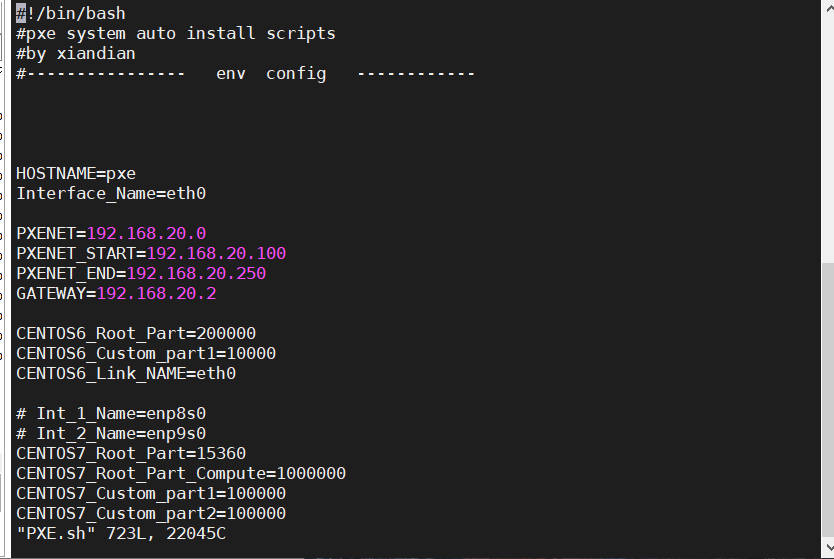 #!/bin/bash
#pxe system auto install scripts
#by xiandian
#----------------   env  config   ------------
HOSTNAME=pxe
Interface_Name=eth0
PXENET=192.168.20.0
PXENET_START=192.168.20.100
PXENET_END=192.168.20.250
GATEWAY=192.168.20.2
CENTOS6_Root_Part=200000
CENTOS6_Custom_part1=10000
CENTOS6_Link_NAME=eth0
# Int_1_Name=enp8s0
# Int_2_Name=enp9s0
CENTOS7_Root_Part=15360
CENTOS7_Root_Part_Compute=1000000
CENTOS7_Custom_part1=100000
CENTOS7_Custom_part2=100000
"PXE.sh" 723L, 22045C